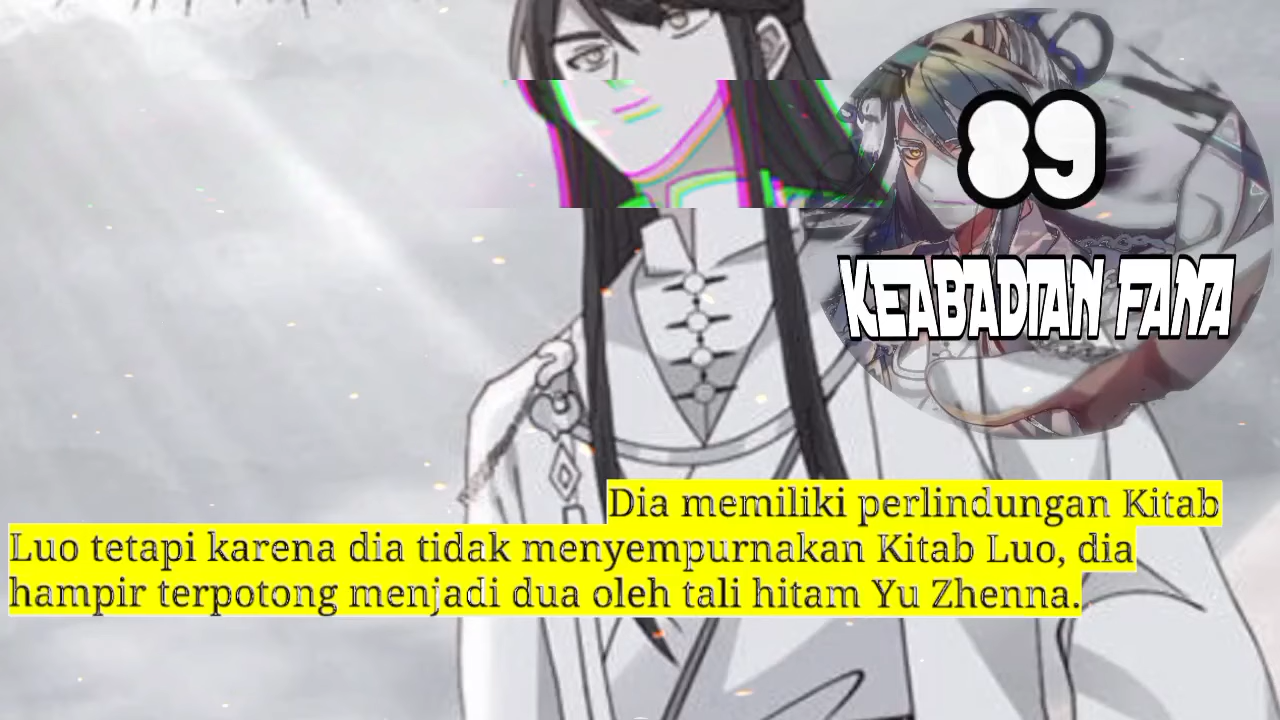 89
KEABADIAN FANA
Dia memiliki perlindungan Kitab
Luo tetapi karena dia tidak menyempurnakan Kitab Luo, dia
hampir terpotong menjadi dua oleh tali hitam Yu Zhenna.